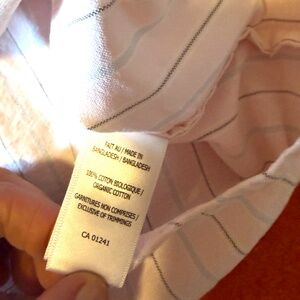 FAIT AU / MADE IN
BANGLADESH / BANGLADESH
100% COTON BIOLOGIQUE /
ORGANIC COTTON
GARNITURES NON COMPRISES /
EXCLUSIVE OF TRIMMINGS
CA 01241